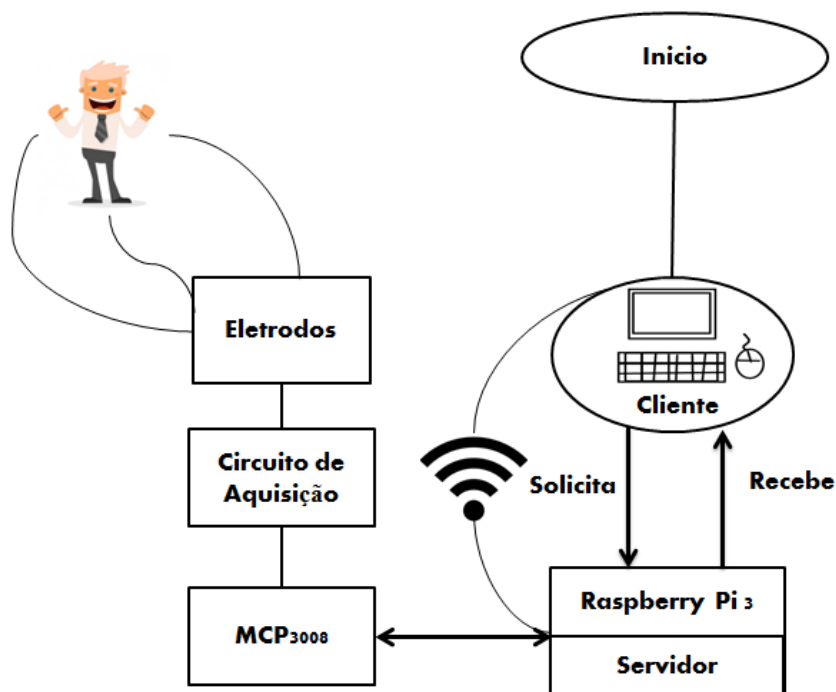 Inicio
Eletrodos
Cliente
Circuito de
Aquisição
Solicita
Recebe
Raspberry Pi 3
MCP3008
Servidor